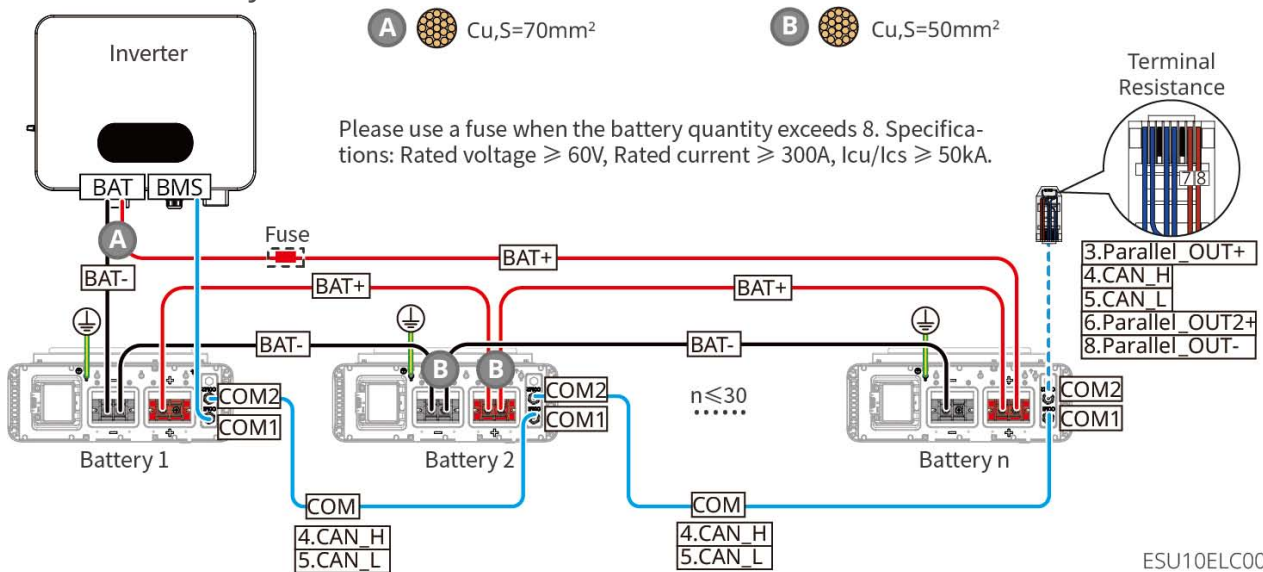 A Cu,S=70mm²
B Cu,S=50mm²
Inverter
Terminal
Resistance
Please use a fuse when the battery quantity exceeds 8. Specifica-
tions: Rated voltage ⩾ 60V, Rated current ⩾ 300A, Icu/Ics ⩾ 50kA.
7 8
BAT BMS
A
Fuse
BAT+
BAT-
BAT+
BAT+
3.Parallel_OUT+
4.CAN_H
5.CAN_L
6.Parallel_OUT2+
8.Parallel_OUT-
BAT-
BAT-
B
B
COM2
COM1
COM2
COM1
n⩽30
COM2
COM1
Battery 1
Battery 2
Battery n
COM
4.CAN_H
5.CAN_L
COM
4.CAN_H
5.CAN_L